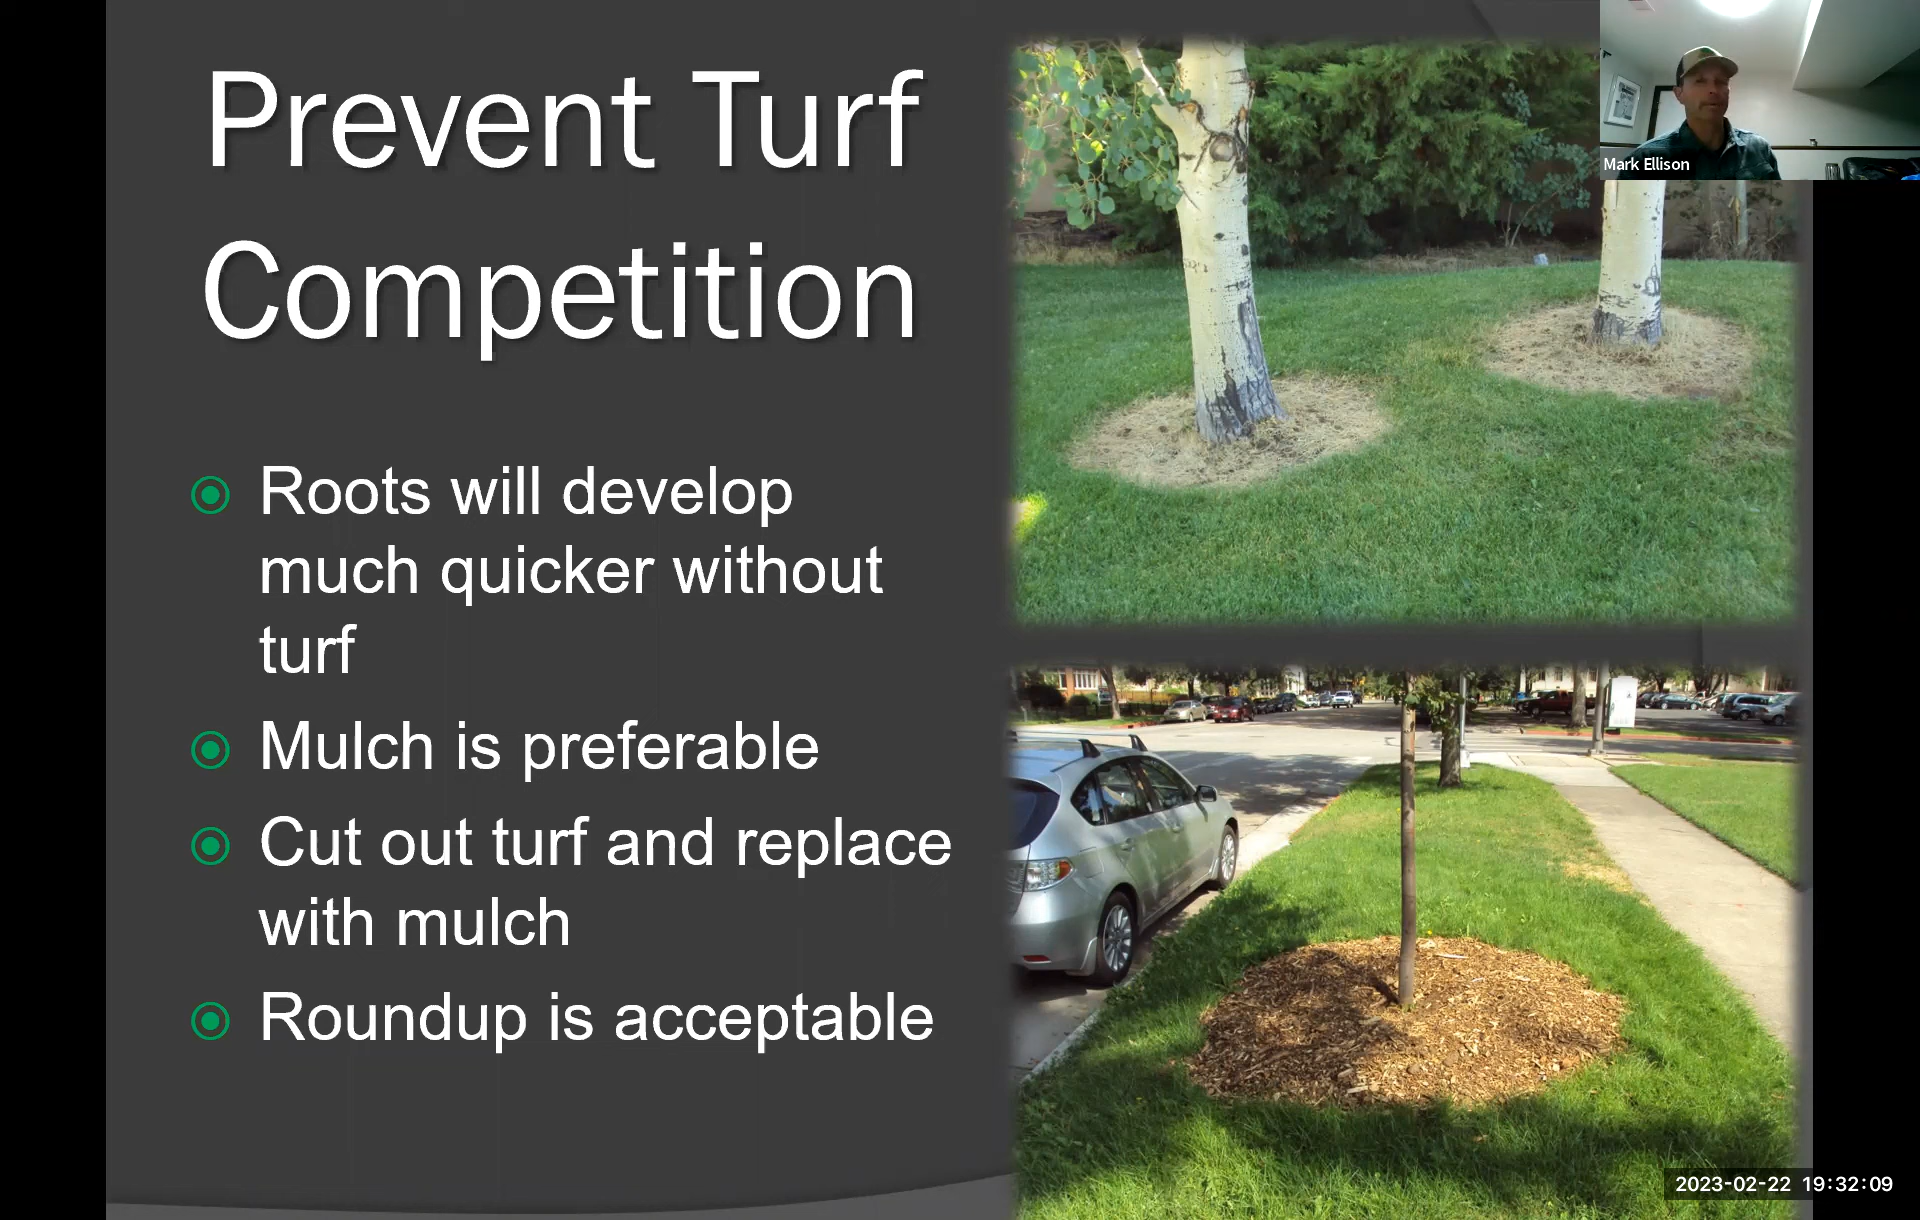 Prevent Turf
Competition
Roots will develop
much quicker without
turf
Mulch is preferable
Cut out turf and replace
with mulch
Roundup is acceptable
Mark Ellison
2023-02-22 19:32:09